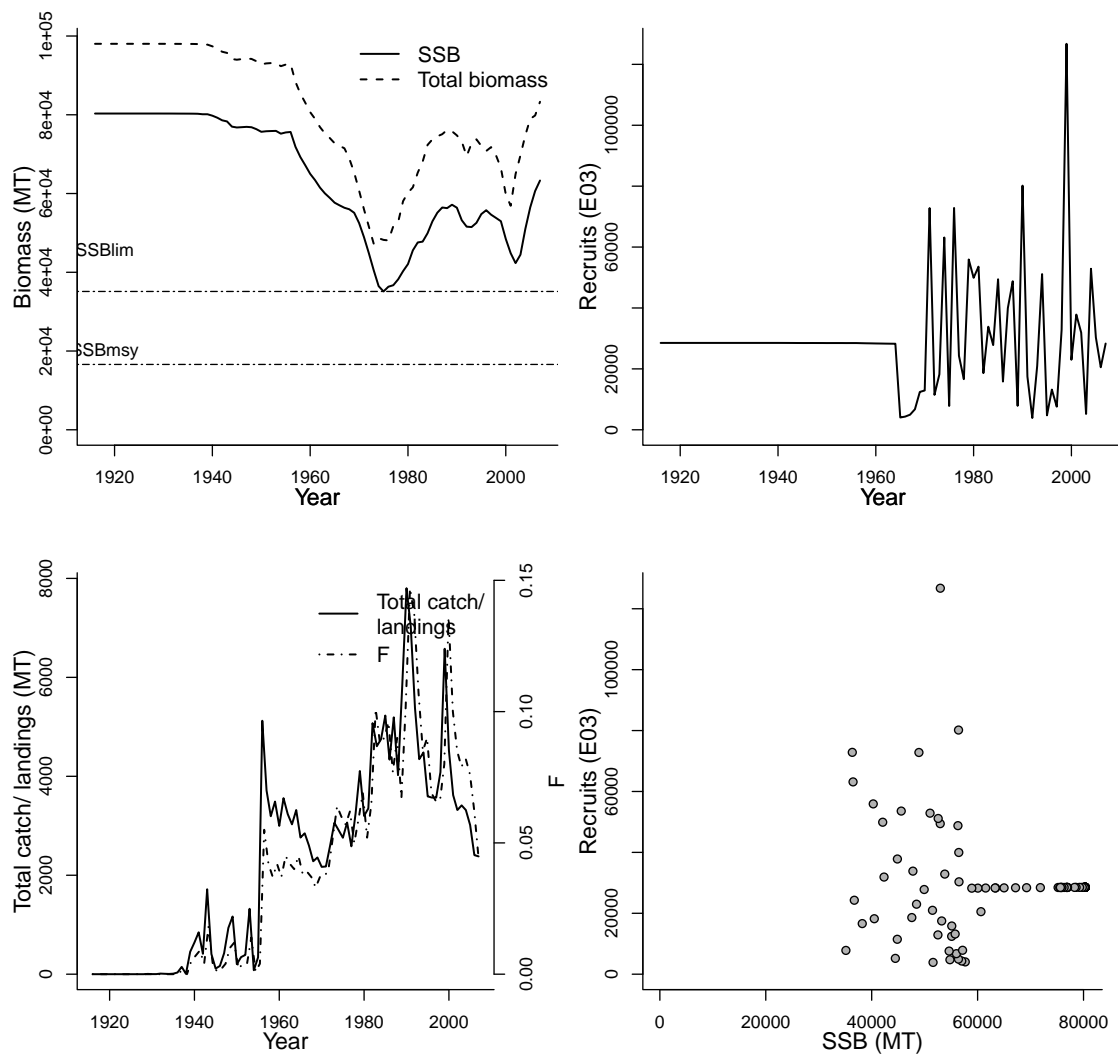 SSB
Total biomass
Biomass (MT)
0e+00
2e+04
4e+04
6e+04
8e+04
1e+05
SSBlim
SSBmsy
1920
1940
1960
1980
2000
Year
Recruits (E03)
0
20000
60000
100000
1920
1940
1960
1980
2000
Year
Total catch/
landings
F
Total catch/ landings (MT)
0
2000
4000
6000
8000
0.00
0.05
0.10
0.15
F
1920
1940
1960
1980
2000
Year
Recruits (E03)
0
20000
60000
100000
0
20000
40000
60000
80000
SSB (MT)